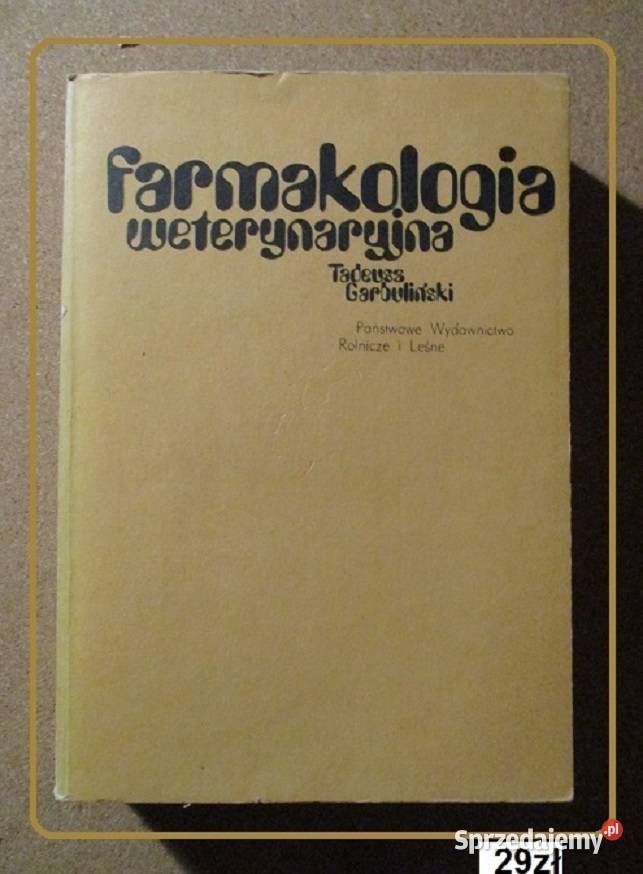 farmakologia
weterynaryjna
Tadeusz
Garbuliński
Państwowe Wydawnictwo
Rolnicze i Leśne
Sprzedajemy.pl
29zł